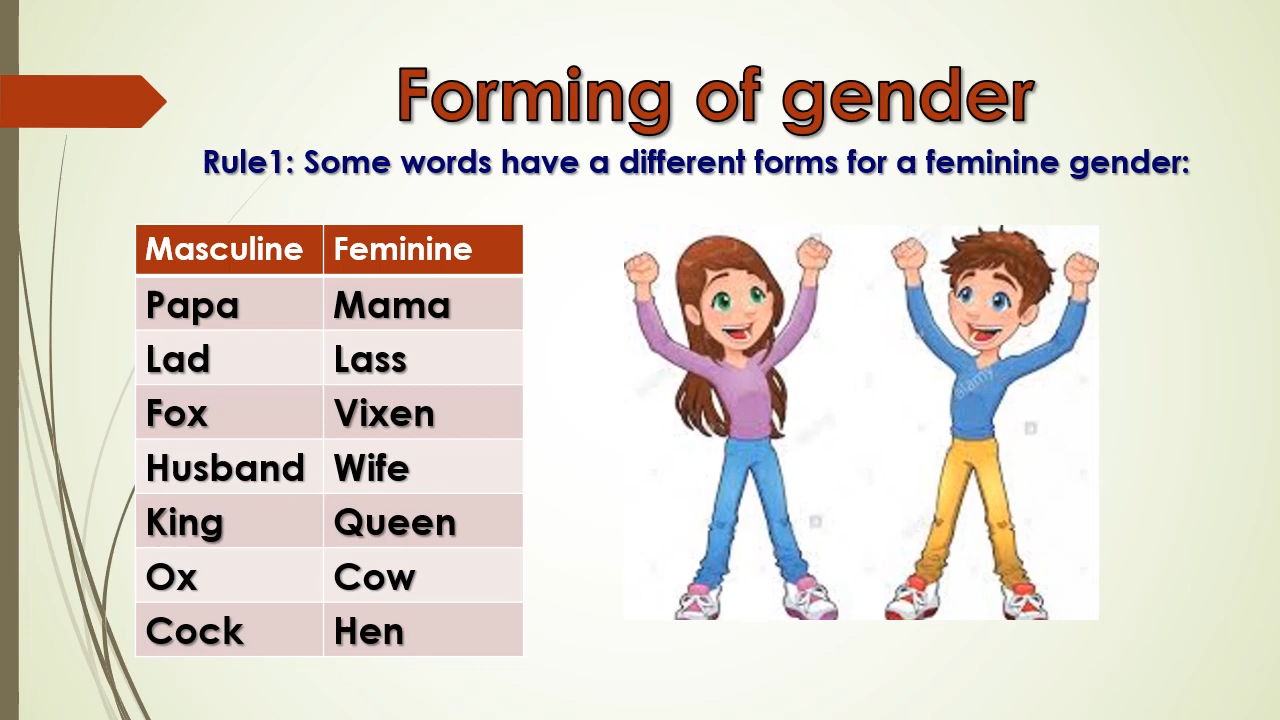 Forming of gender
Rule1: Some words have a different forms for a feminine gender:
Masculine Feminine
Papa Mama
Lad Lass
Fox Vixen
Husband Wife
King Queen
Ox Cow
Cock Hen
alamy
a